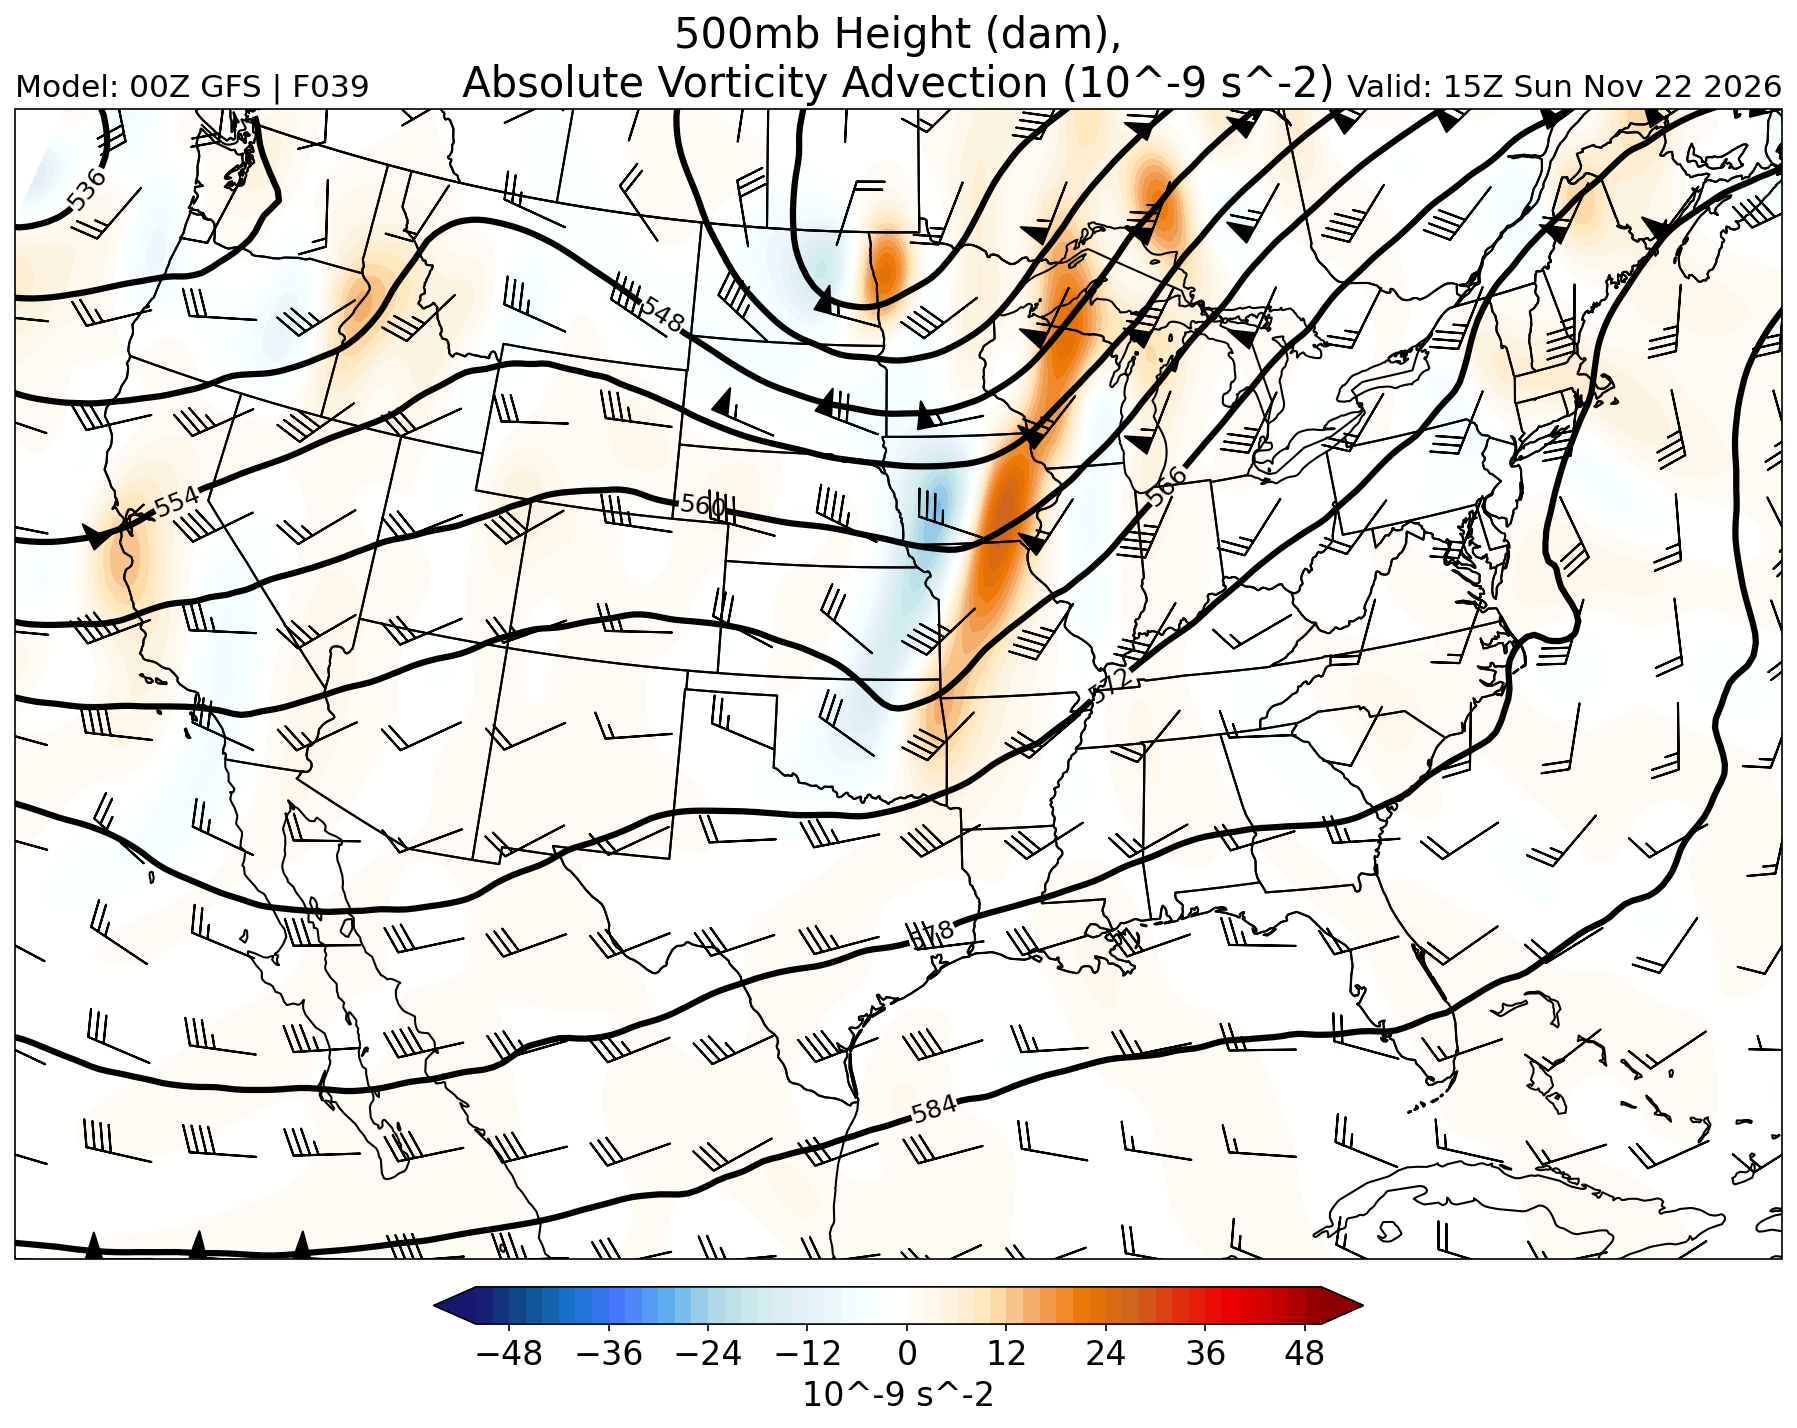 500mb Height (dam),
Model: 00Z GFS | F039
Absolute Vorticity Advection (10^-9 s^-2)
Valid: 15Z Sun Nov 22 2026
536
548
554
560
566
572
578
584
−48 −36 −24 −12 0 12 24 36 48
10^-9 s^-2